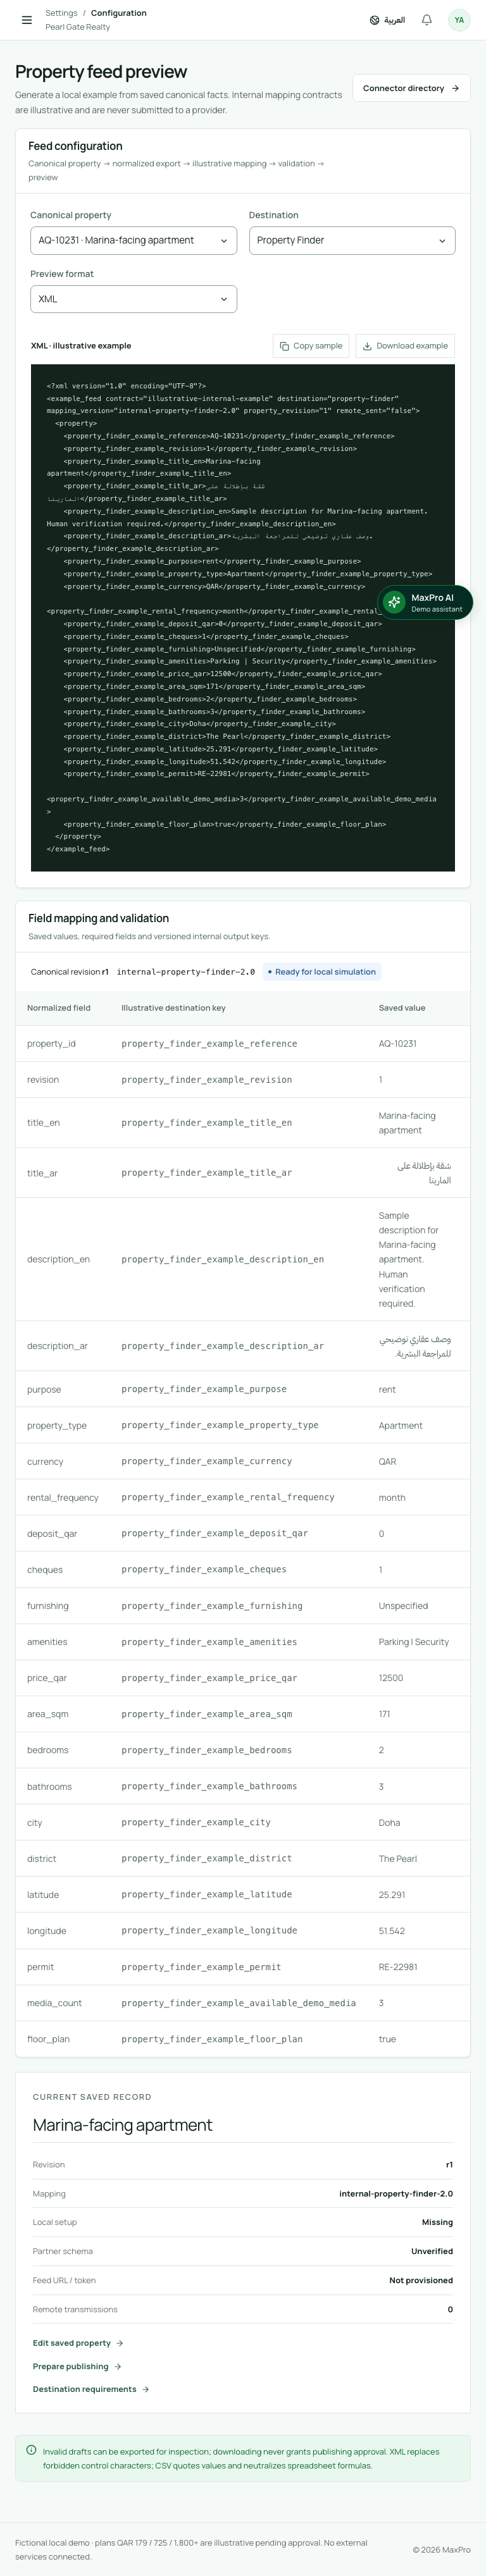 Settings / Configuration
Pearl Gate Realty
العربية
YA
Property feed preview
Generate a local example from saved canonical facts. Internal mapping contracts
are illustrative and are never submitted to a provider.
Connector directory
Feed configuration
Canonical property → normalized export → illustrative mapping → validation →
preview
Canonical property
Destination
AQ-10231 · Marina-facing apartment
Property Finder
Preview format
XML
XML · illustrative example
Copy sample
Download example
<?xml version="1.0" encoding="UTF-8"?>
<example_feed contract="illustrative-internal-example" destination="property-finder"
mapping_version="internal-property-finder-2.0" property_revision="1" remote_sent="false">
<property>
<property_finder_example_reference>AQ-10231</property_finder_example_reference>
<property_finder_example_revision>1</property_finder_example_revision>
<property_finder_example_title_en>Marina-facing
apartment</property_finder_example_title_en>
<property_finder_example_title_ar>شقة بإطلالة على
المارينا</property_finder_example_title_ar>
<property_finder_example_description_en>Sample description for Marina-facing apartment.
Human verification required.</property_finder_example_description_en>
<property_finder_example_description_ar>وصف عقاري توضيحي للمراجعة البشرية.
</property_finder_example_description_ar>
<property_finder_example_purpose>rent</property_finder_example_purpose>
<property_finder_example_property_type>Apartment</property_finder_example_property_type>
<property_finder_example_currency>QAR</property_finder_example_currency>
<property_finder_example_rental_frequency>month</property_finder_example_rental
MaxPro AI
Demo assistant
<property_finder_example_deposit_qar>0</property_finder_example_deposit_qar>
<property_finder_example_cheques>1</property_finder_example_cheques>
<property_finder_example_furnishing>Unspecified</property_finder_example_furnishing>
<property_finder_example_amenities>Parking | Security</property_finder_example_amenities>
<property_finder_example_price_qar>12500</property_finder_example_price_qar>
<property_finder_example_area_sqm>171</property_finder_example_area_sqm>
<property_finder_example_bedrooms>2</property_finder_example_bedrooms>
<property_finder_example_bathrooms>3</property_finder_example_bathrooms>
<property_finder_example_city>Doha</property_finder_example_city>
<property_finder_example_district>The Pearl</property_finder_example_district>
<property_finder_example_latitude>25.291</property_finder_example_latitude>
<property_finder_example_longitude>51.542</property_finder_example_longitude>
<property_finder_example_permit>RE-22981</property_finder_example_permit>
<property_finder_example_available_demo_media>3</property_finder_example_available_demo_media
>
<property_finder_example_floor_plan>true</property_finder_example_floor_plan>
</property>
</example_feed>
Field mapping and validation
Saved values, required fields and versioned internal output keys.
Canonical revision r1 internal-property-finder-2.0 Ready for local simulation
Normalized field Illustrative destination key Saved value
property_id property_finder_example_reference AQ-10231
revision property_finder_example_revision 1
title_en property_finder_example_title_en Marina-facing
apartment
title_ar property_finder_example_title_ar شقة بإطلالة على
المارينا
description_en property_finder_example_description_en Sample
description for
Marina-facing
apartment.
Human
verification
required.
description_ar property_finder_example_description_ar وصف عقاري توضيحي
للمراجعة البشرية.
purpose property_finder_example_purpose rent
property_type property_finder_example_property_type Apartment
currency property_finder_example_currency QAR
rental_frequency property_finder_example_rental_frequency month
deposit_qar property_finder_example_deposit_qar 0
cheques property_finder_example_cheques 1
furnishing property_finder_example_furnishing Unspecified
amenities property_finder_example_amenities Parking | Security
price_qar property_finder_example_price_qar 12500
area_sqm property_finder_example_area_sqm 171
bedrooms property_finder_example_bedrooms 2
bathrooms property_finder_example_bathrooms 3
city property_finder_example_city Doha
district property_finder_example_district The Pearl
latitude property_finder_example_latitude 25.291
longitude property_finder_example_longitude 51.542
permit property_finder_example_permit RE-22981
media_count property_finder_example_available_demo_media 3
floor_plan property_finder_example_floor_plan true
CURRENT SAVED RECORD
Marina-facing apartment
Revision r1
Mapping internal-property-finder-2.0
Local setup Missing
Partner schema Unverified
Feed URL / token Not provisioned
Remote transmissions 0
Edit saved property →
Prepare publishing →
Destination requirements →
Invalid drafts can be exported for inspection; downloading never grants publishing approval. XML replaces
forbidden control characters; CSV quotes values and neutralizes spreadsheet formulas.
Fictional local demo · plans QAR 179 / 725 / 1,800+ are illustrative pending approval. No external
services connected.
© 2026 MaxPro